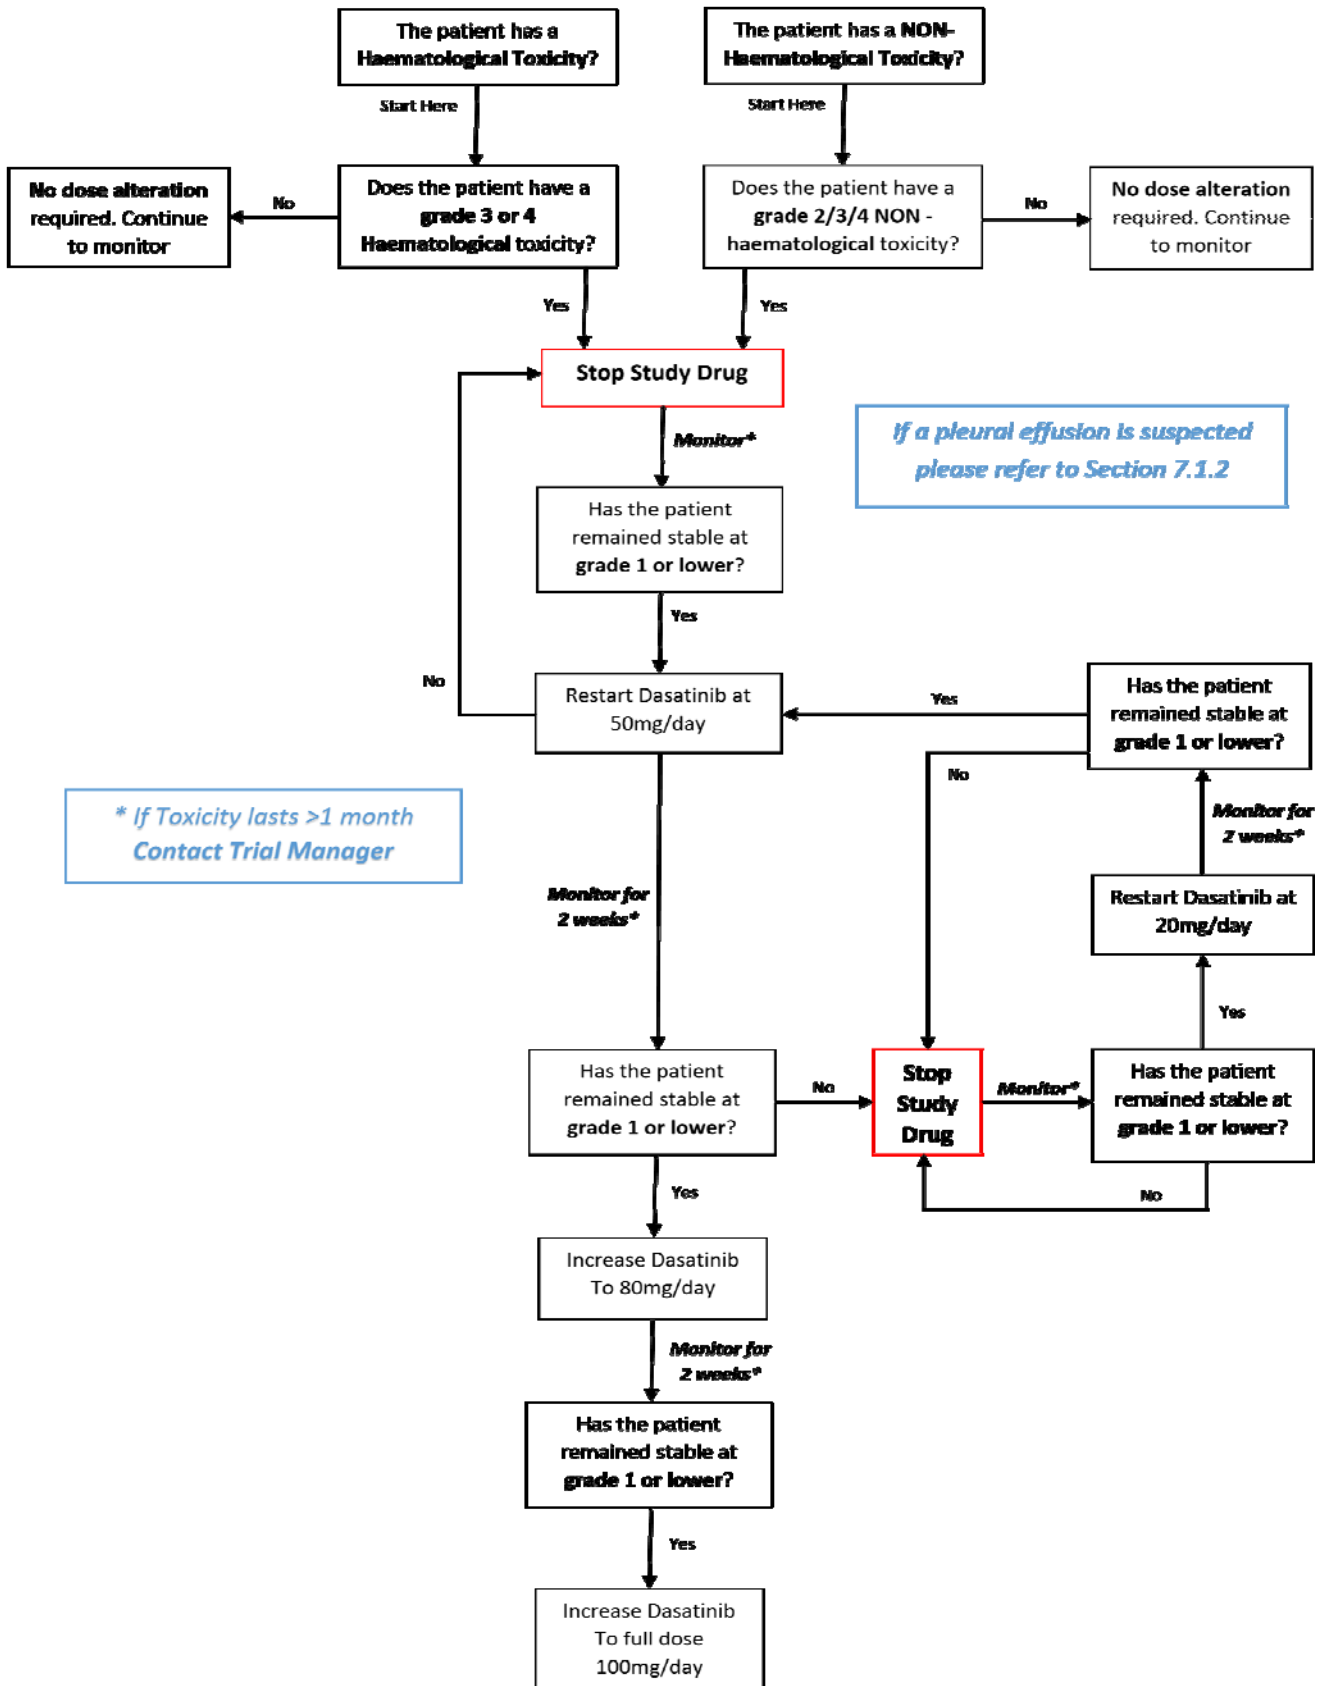 The patient has a
Haematological Toxicity?
The patient has a NON-
Haematological Toxicity?
Start Here
Start Here
No dose alteration
required. Continue
to monitor
No
Does the patient have a
grade 3 or 4
Haematological toxicity?
Does the patient have a
grade 2/3/4 NON -
haematological toxicity?
No
No dose alteration
required. Continue
to monitor
Yes
Yes
Stop Study Drug
Monitor*
If a pleural effusion is suspected
please refer to Section 7.1.2
Has the patient
remained stable at
grade 1 or lower?
Yes
No
Restart Dasatinib at
50mg/day
Yes
Has the patient
remained stable at
grade 1 or lower?
No
* If Toxicity lasts >1 month
Contact Trial Manager
Monitor for
2 weeks*
Monitor for
2 weeks*
Restart Dasatinib at
20mg/day
Yes
Has the patient
remained stable at
grade 1 or lower?
No
Stop
Study
Drug
Monitor*
Has the patient
remained stable at
grade 1 or lower?
No
Yes
Increase Dasatinib
To 80mg/day
Monitor for
2 weeks*
Has the patient
remained stable at
grade 1 or lower?
Yes
Increase Dasatinib
To full dose
100mg/day